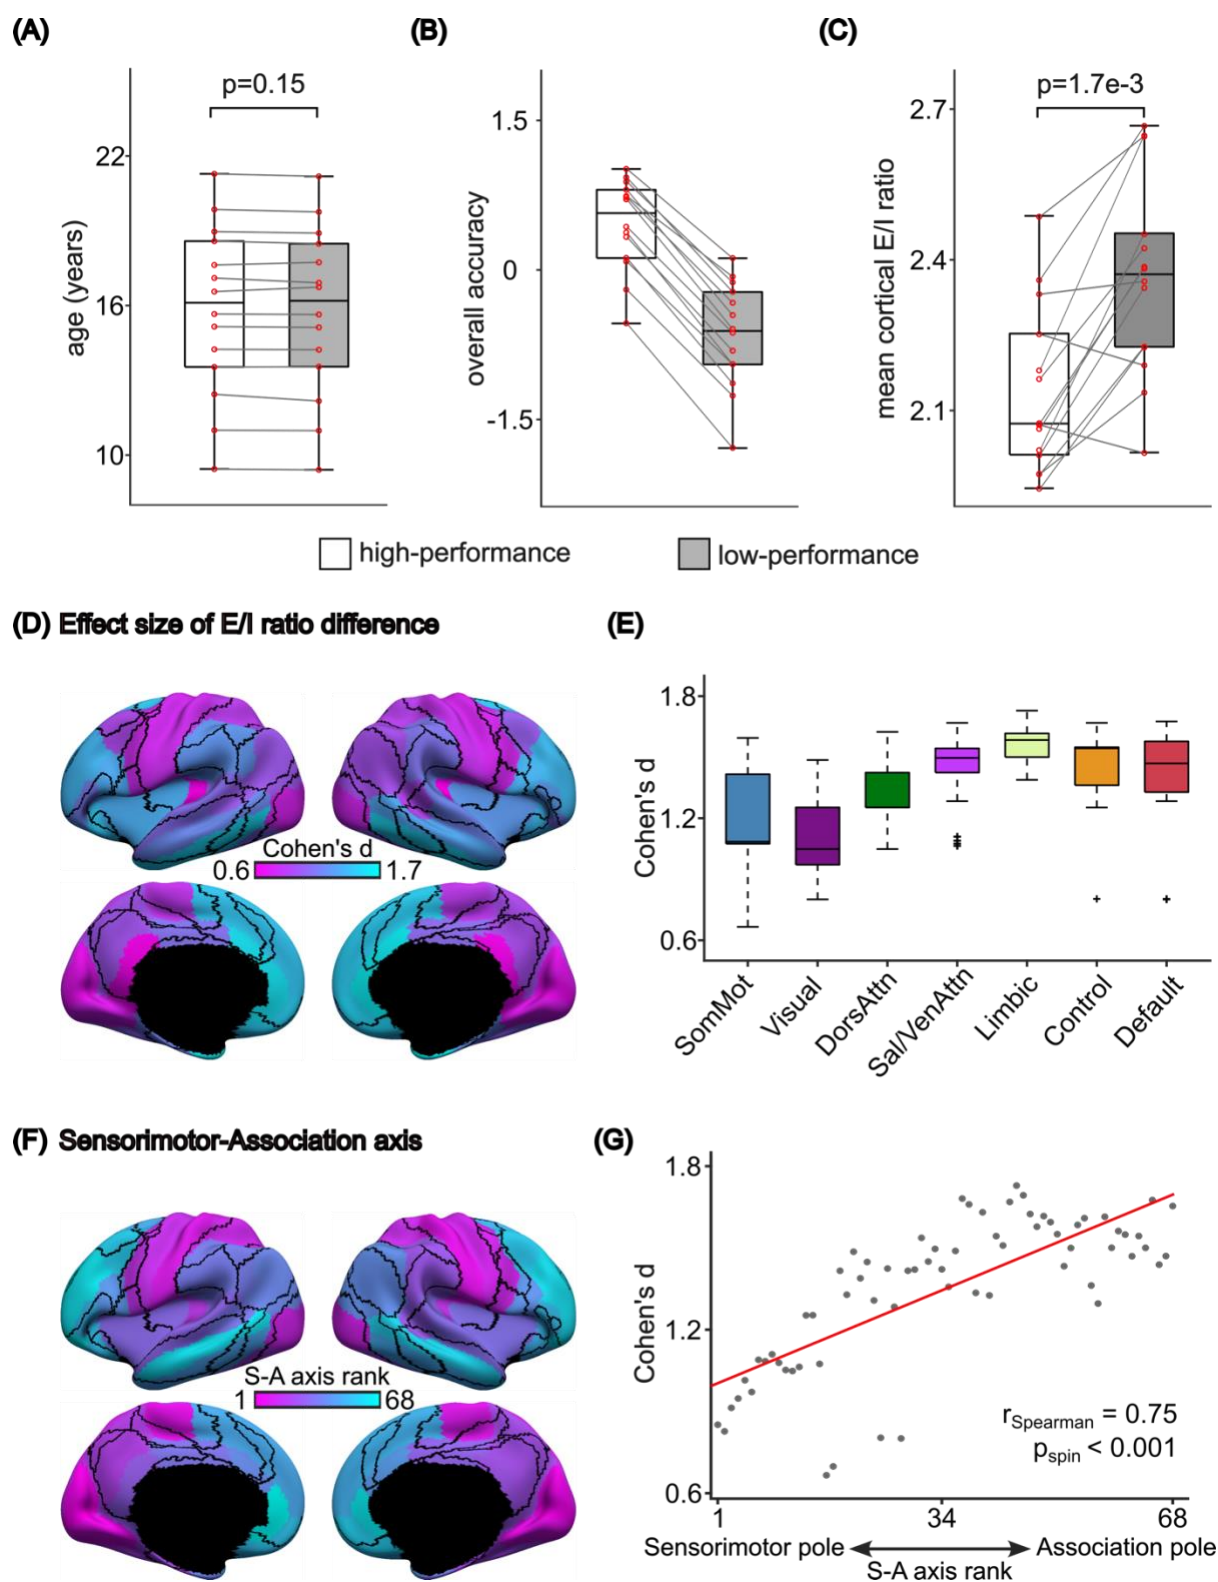 (A)
(B)
(C)
p=0.15
22
16
10
age (years)
1.5
0
-1.5
overall accuracy
p=1.7e-3
2.7
2.4
2.1
mean cortical E/I ratio
high-performance
low-performance
(D) Effect size of E/I ratio difference
Cohen's d
0.6
1.7
(E)
1.8
1.2
0.6
Cohen's d
SomMot
Visual
DorsAttn
Sal/VenAttn
Limbic
Control
Default
(F) Sensorimotor-Association axis
S-A axis rank
1
68
(G)
1.8
1.2
0.6
Cohen's d
rSpearman = 0.75
pspin < 0.001
1
34
68
Sensorimotor pole
Association pole
S-A axis rank